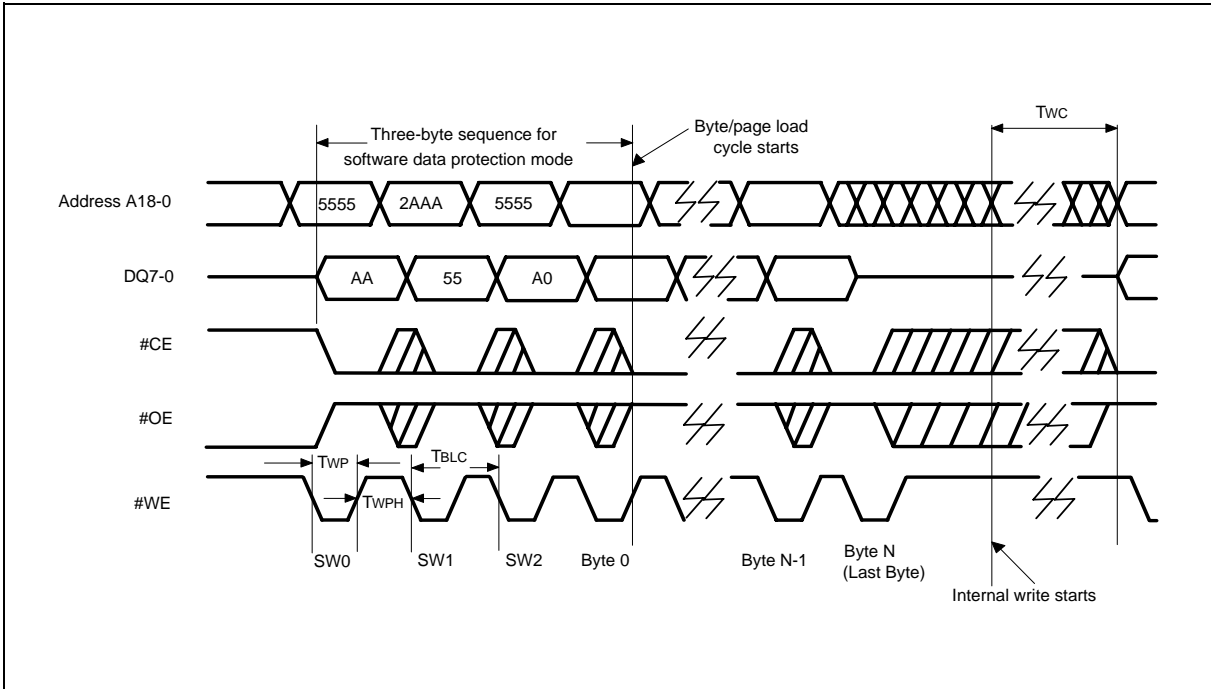 Three-byte sequence for
software data protection mode
Byte/page load
cycle starts
TWC
Address A18-0
5555
2AAA
5555
DQ7-0
AA
55
A0
#CE
#OE
TWP
TBLC
#WE
TWPH
SW0
SW1
SW2
Byte 0
Byte N-1
Byte N
(Last Byte)
Internal write starts